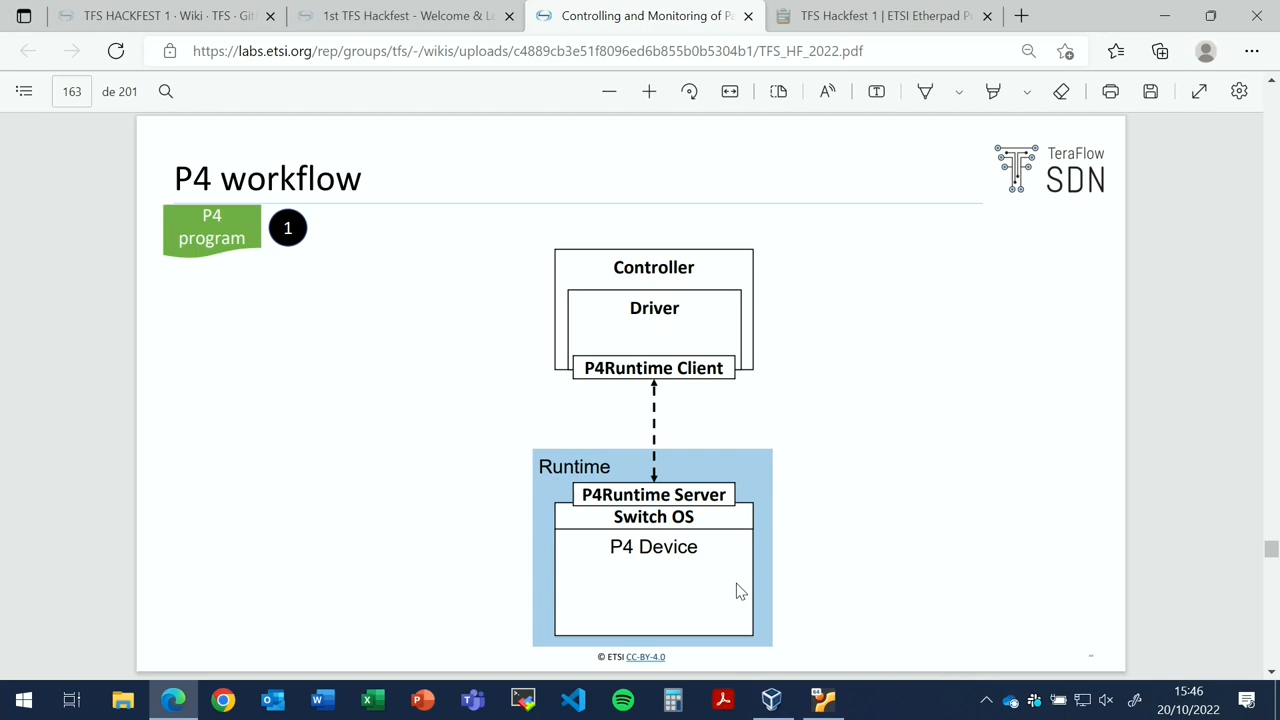 TFS HACKFEST 1 - Wiki - TFS - Git
1st TFS Hackfest - Welcome & Lo
Controlling and Monitoring of Pa
TFS Hackfest 1 | ETSI Etherpad P
https://labs.etsi.org/rep/groups/tfs/-/wikis/uploads/c4889cb3e51f8096ed6b855b0b5304b1/TFS_HF_2022.pdf
163 de 201
P4 workflow
TeraFlow
SDN
P4
program
1
Controller
Driver
P4Runtime Client
Runtime
P4Runtime Server
Switch OS
P4 Device
© ETSI CC-BY-4.0
15:46
20/10/2022